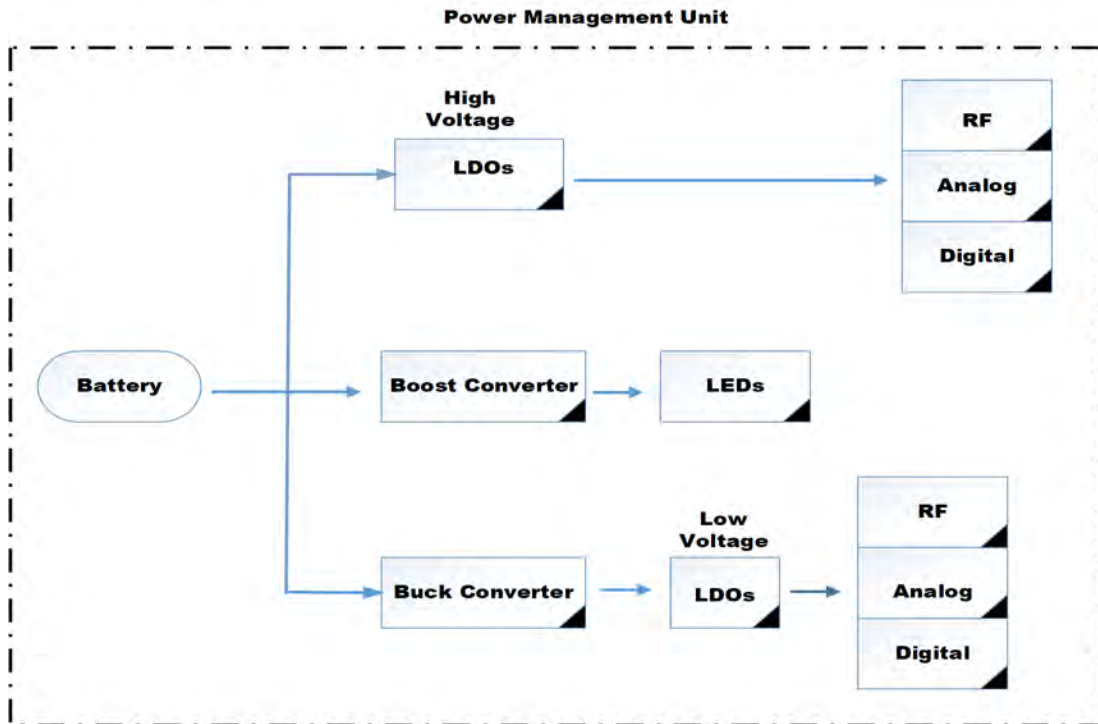 Power Management Unit
High
Voltage
LDOs
RF
Analog
Digital
Battery
Boost Converter
LEDs
Buck Converter
Low
Voltage
LDOs
RF
Analog
Digital